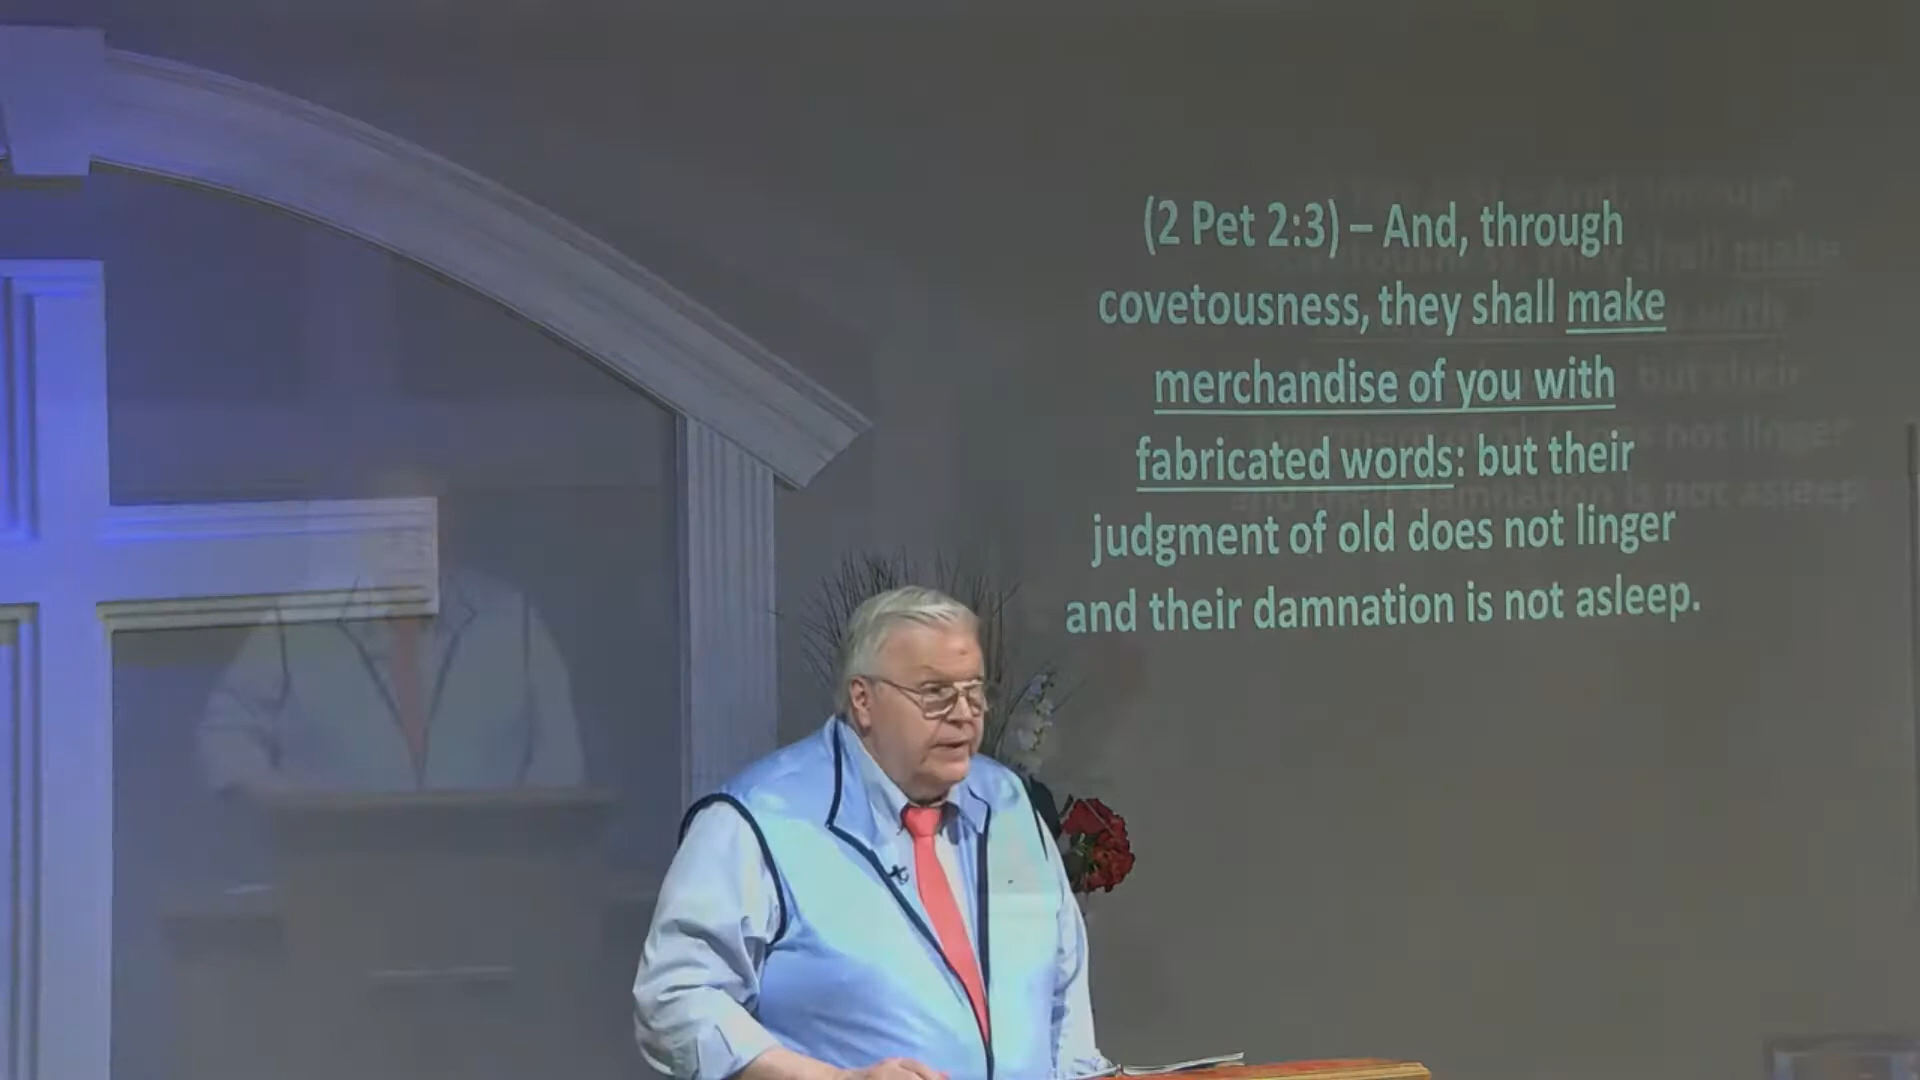 (2 Pet 2:3) – And, through
covetousness, they shall make
merchandise of you with
fabricated words: but their
judgment of old does not linger
and their damnation is not asleep.